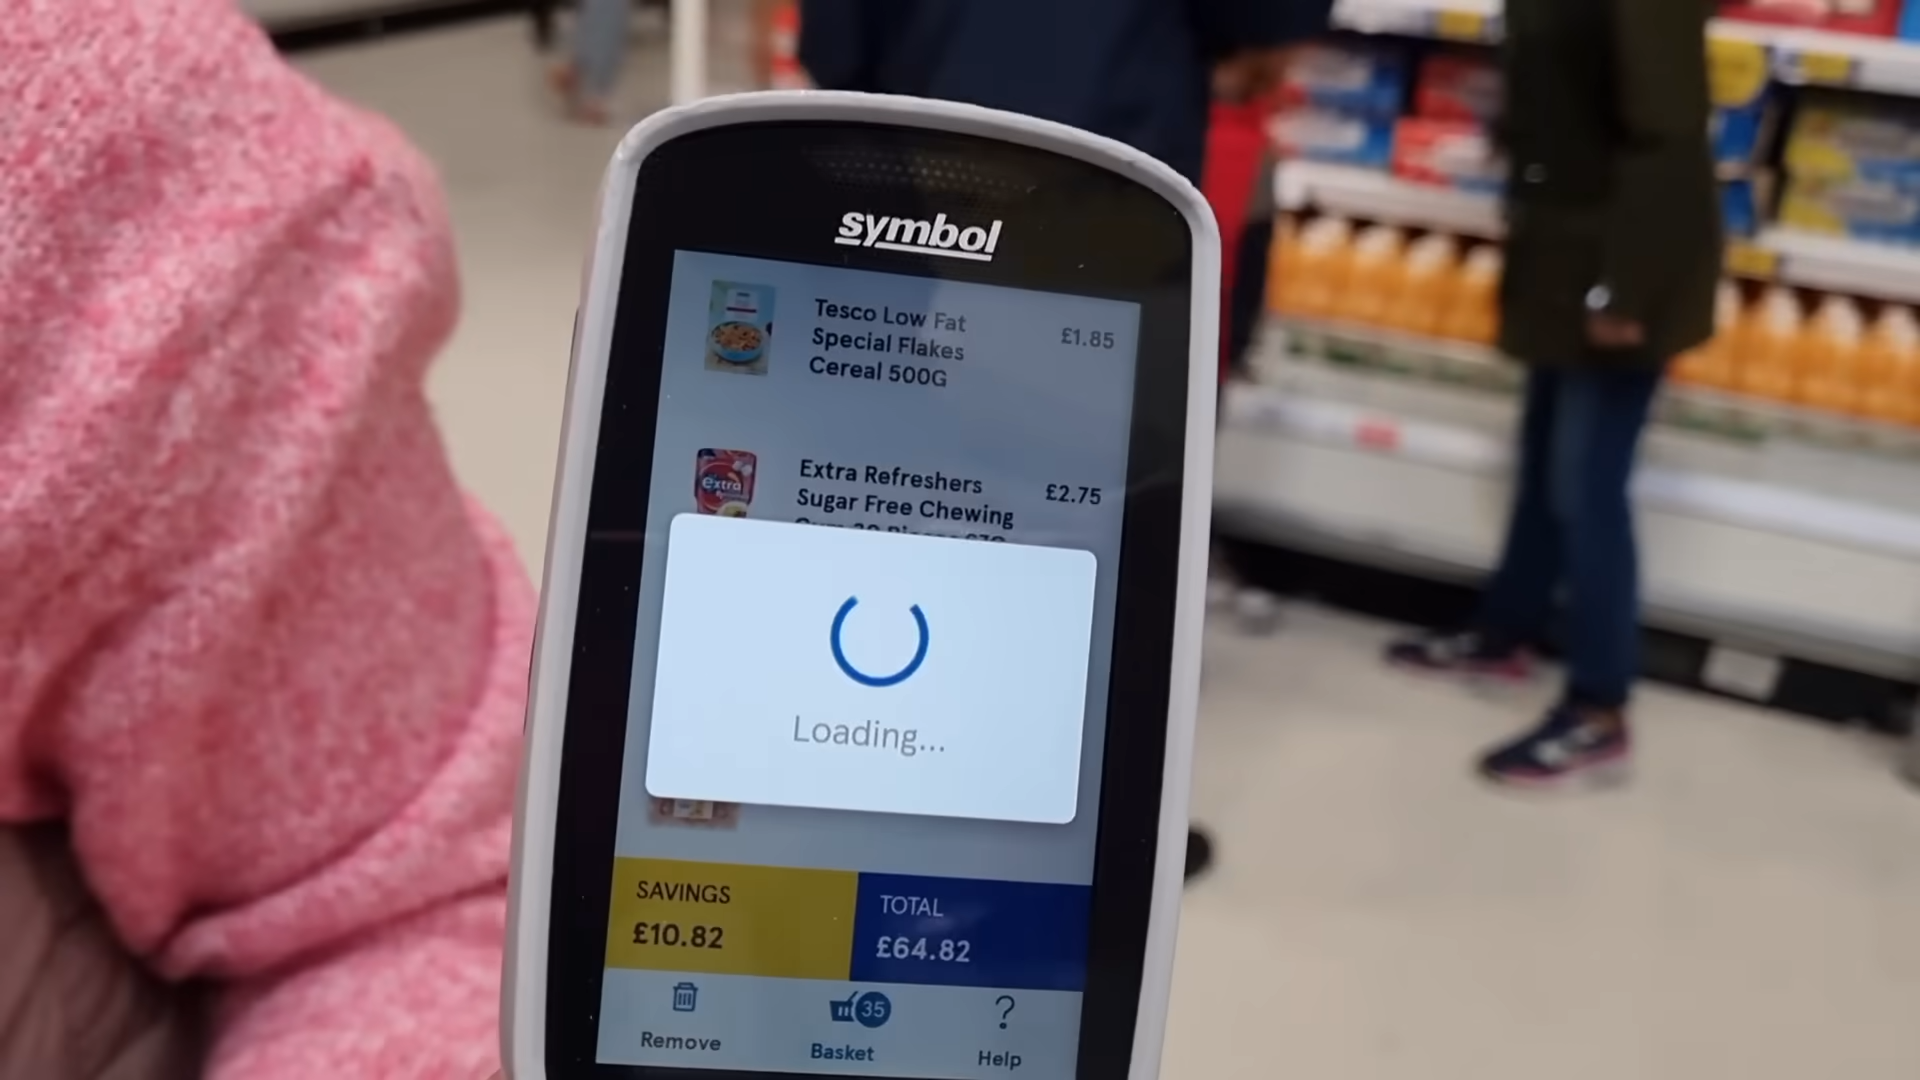 symbol
Tesco Low Fat
Special Flakes
Cereal 500G
£1.85
extra
Extra Refreshers
Sugar Free Chewing
£2.75
Loading...
SAVINGS
£10.82
TOTAL
£64.82
35
Remove
Basket
Help